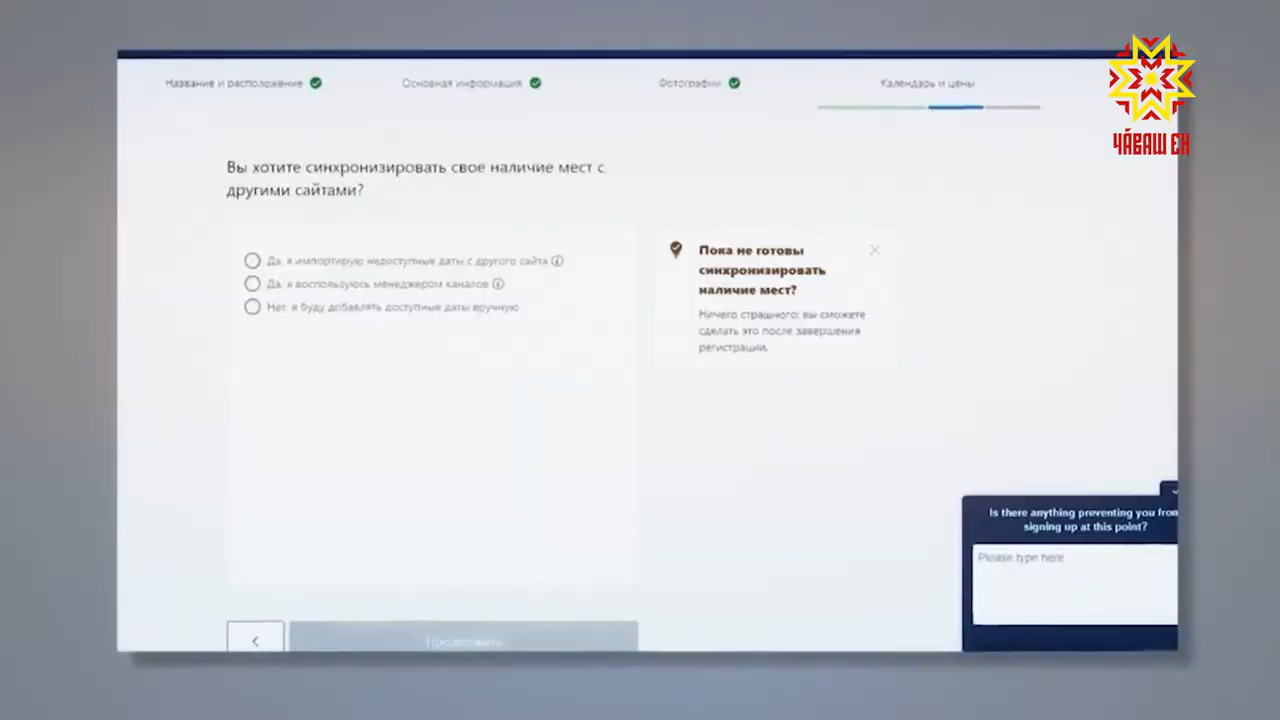 Название и расположение
Основная информация
Фотографии
Календарь и цены
ЧӐВАШ ЕН
Вы хотите синхронизировать свое наличие мест с
другими сайтами?
Да, я импортирую недоступные даты с другого сайта
Да, я воспользуюсь менеджером каналов
Нет, я буду добавлять доступные даты вручную
Пока не готовы
синхронизировать
наличие мест?
Ничего страшного: вы сможете
сделать это после завершения
регистрации.
Is there anything preventing you from
signing up at this point?
Please type here
Продолжить